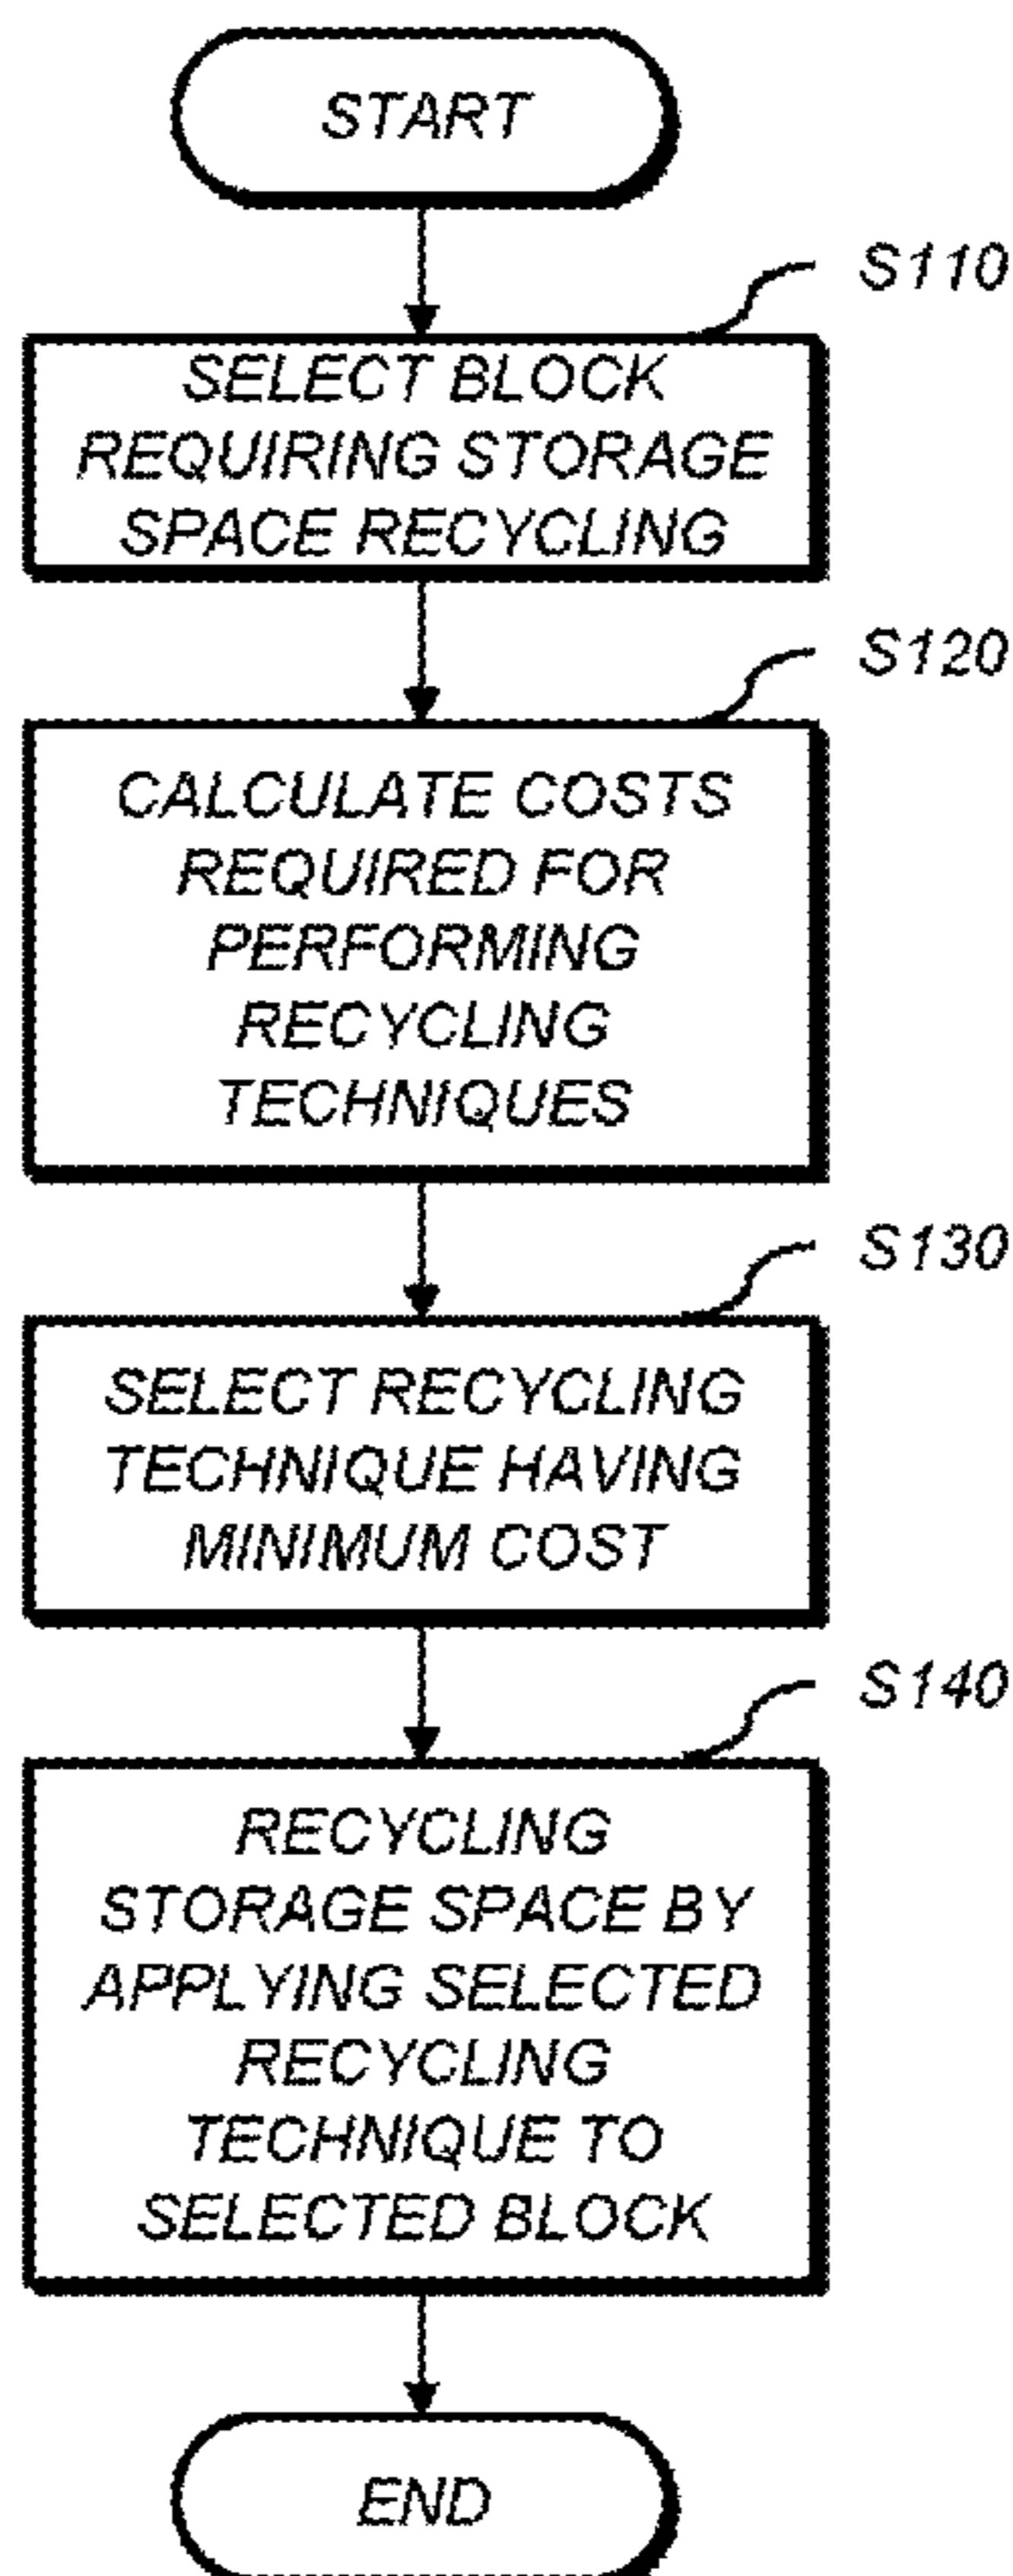 START
S110
SELECT BLOCK
REQUIRING STORAGE
SPACE RECYCLING
S120
CALCULATE COSTS
REQUIRED FOR
PERFORMING
RECYCLING
TECHNIQUES
S130
SELECT RECYCLING
TECHNIQUE HAVING
MINIMUM COST
S140
RECYCLING
STORAGE SPACE BY
APPLYING SELECTED
RECYCLING
TECHNIQUE TO
SELECTED BLOCK
END